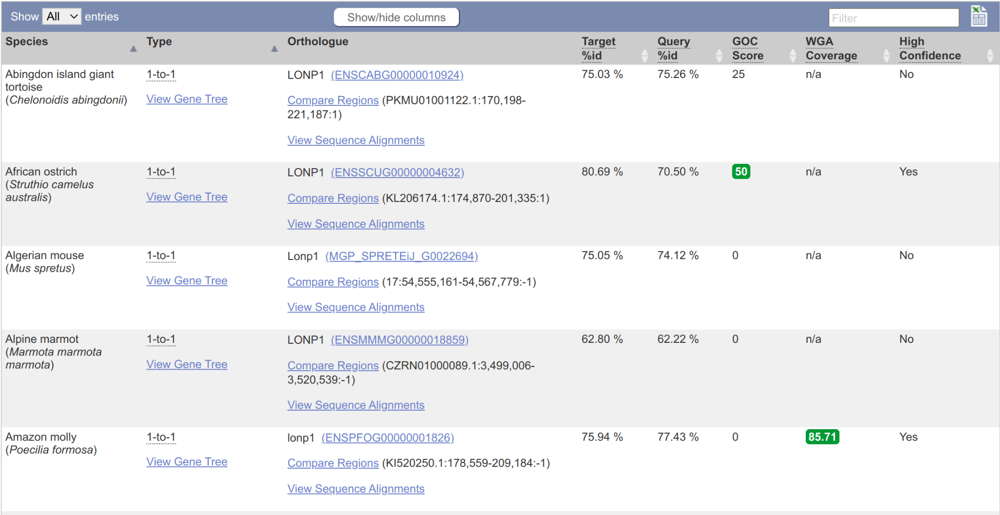 Show All entries
Show/hide columns
Filter
Species
Type
Orthologue
Target
%id
Query
%id
GOC
Score
WGA
Coverage
High
Confidence
Abingdon island giant
tortoise
(Chelonoidis abingdonii)
1-to-1
View Gene Tree
LONP1 (ENSCABG00000010924)
Compare Regions (PKMU01001122.1:170,198-
221,187:1)
View Sequence Alignments
75.03 %
75.26 %
25
n/a
No
African ostrich
(Struthio camelus
australis)
1-to-1
View Gene Tree
LONP1 (ENSSCUG00000004632)
Compare Regions (KL206174.1:174,870-201,335:1)
View Sequence Alignments
80.69 %
70.50 %
50
n/a
Yes
Algerian mouse
(Mus spretus)
1-to-1
View Gene Tree
Lonp1 (MGP_SPRETEiJ_G0022694)
Compare Regions (17:54,555,161-54,567,779:-1)
View Sequence Alignments
75.05 %
74.12 %
0
n/a
No
Alpine marmot
(Marmota marmota
marmota)
1-to-1
View Gene Tree
LONP1 (ENSMMMG00000018859)
Compare Regions (CZRN01000089.1:3,499,006-
3,520,539:-1)
View Sequence Alignments
62.80 %
62.22 %
0
n/a
No
Amazon molly
(Poecilia formosa)
1-to-1
View Gene Tree
lonp1 (ENSPFOG00000001826)
Compare Regions (KI520250.1:178,559-209,184:-1)
View Sequence Alignments
75.94 %
77.43 %
0
85.71
Yes